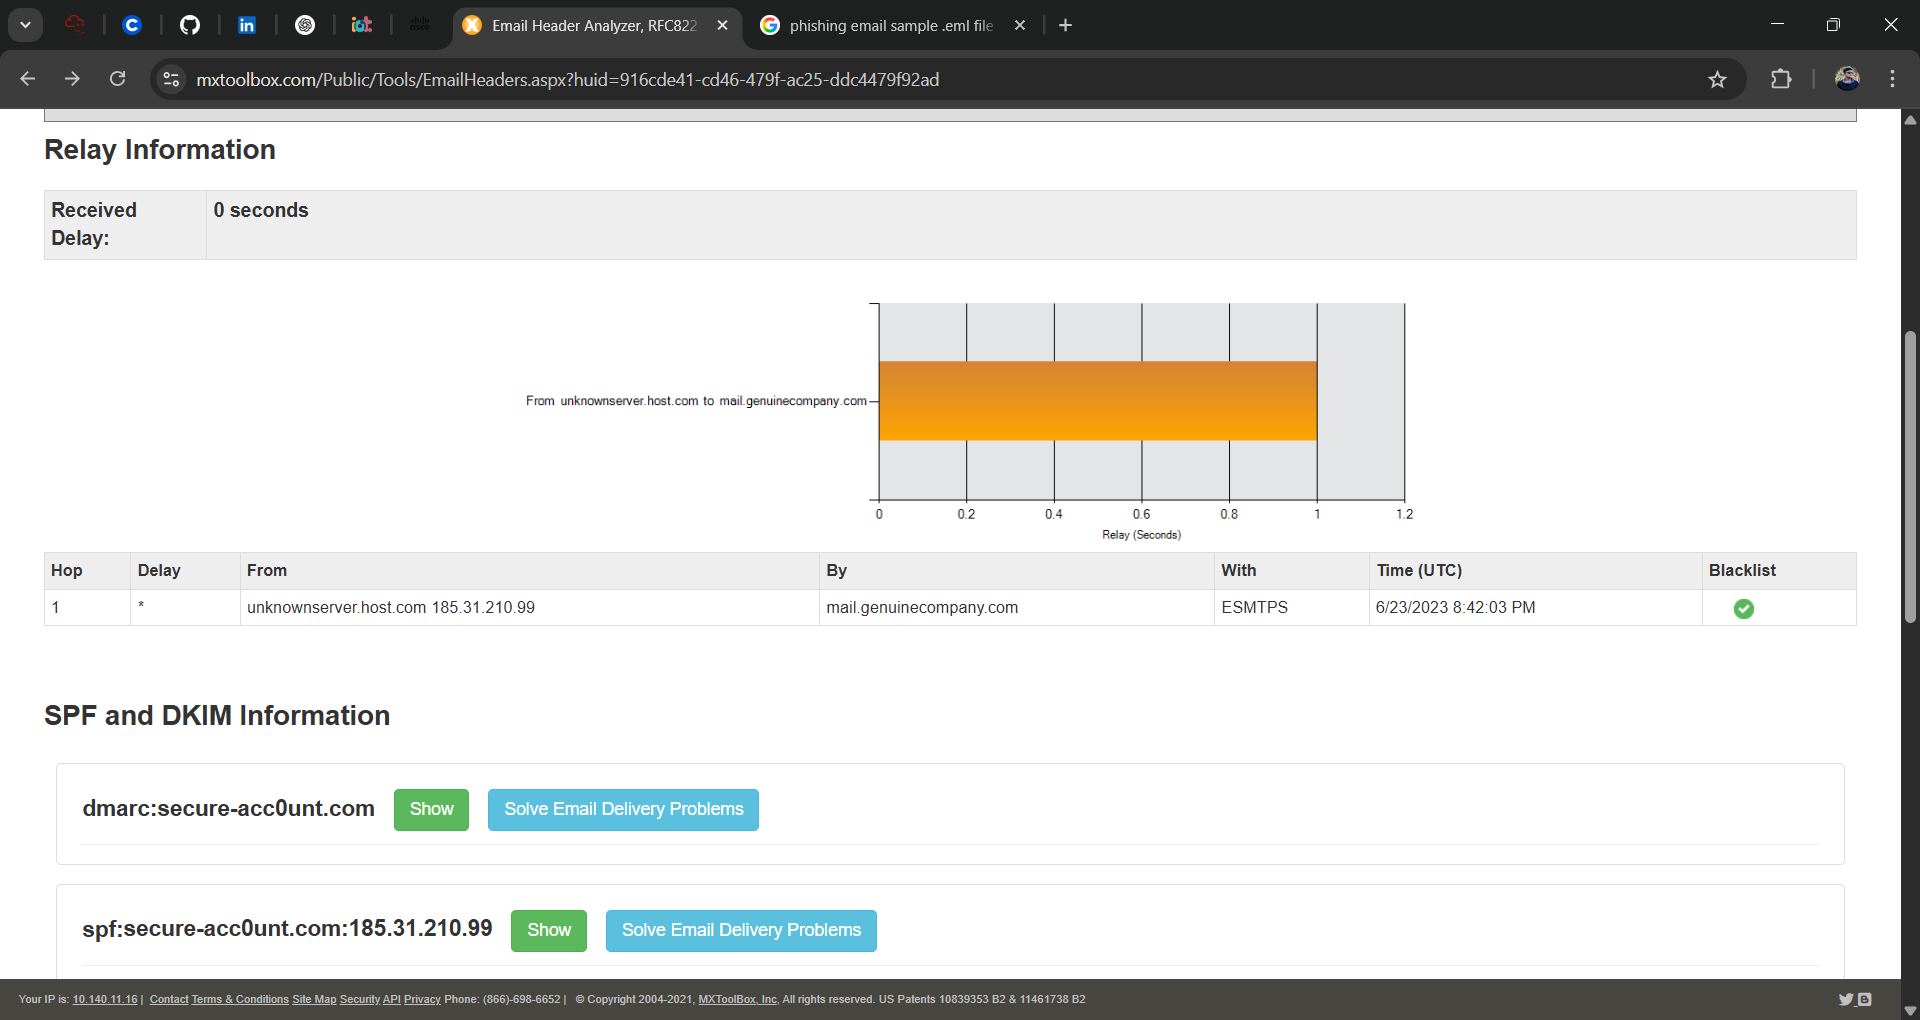 Email Header Analyzer, RFC822
phishing email sample .eml file
mxtoolbox.com/Public/Tools/EmailHeaders.aspx?huid=916cde41-cd46-479f-ac25-ddc4479f92ad
Relay Information
Received Delay: 0 seconds
From unknownserver.host.com to mail.genuinecompany.com
0 0.2 0.4 0.6 0.8 1 1.2
Relay (Seconds)
Hop Delay From By With Time (UTC) Blacklist
1 * unknownserver.host.com 185.31.210.99 mail.genuinecompany.com ESMTPS 6/23/2023 8:42:03 PM
SPF and DKIM Information
dmarc:secure-acc0unt.com Show Solve Email Delivery Problems
spf:secure-acc0unt.com:185.31.210.99 Show Solve Email Delivery Problems
Your IP is: 10.140.11.16 | Contact Terms & Conditions Site Map Security API Privacy Phone: (866)-698-6652 | © Copyright 2004-2021, MXToolBox, Inc, All rights reserved. US Patents 10839353 B2 & 11461738 B2